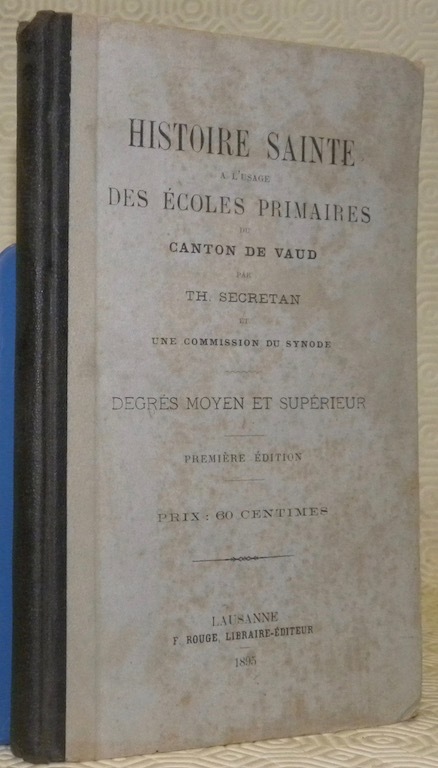 HISTOIRE SAINTE
A L'USAGE
DES ÉCOLES PRIMAIRES
DU
CANTON DE VAUD
PAR
TH. SECRETAN
ET
UNE COMMISSION DU SYNODE
DEGRÉS MOYEN ET SUPÉRIEUR
PREMIÈRE ÉDITION
PRIX : 60 CENTIMES
LAUSANNE
F. ROUGE, LIBRAIRE-ÉDITEUR
1895